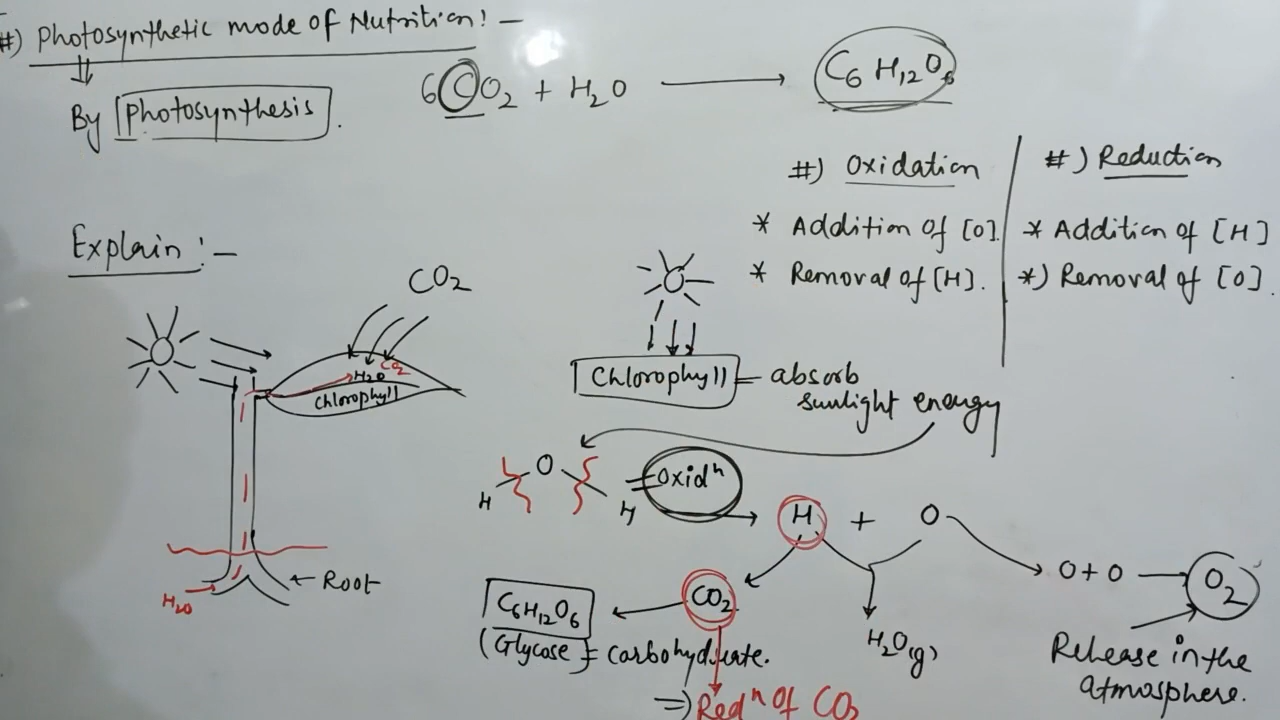 #) Photosynthetic mode of Nutrition! -
⇓
By Photosynthesis.
6CO2 + H2O → C6H12O6
#) Oxidation
* Addition of [O].
* Removal of [H].
#) Reduction
* Addition of [H]
*) Removal of [O].
Explain! -
CO2
H2O CO2
Chlorophyll
← Root
H2O
Chlorophyll = absorb
sunlight energy
H O H = Oxidn → H + O
O + O → O2
Release in the
atmosphere.
C6H12O6 ← CO2
H2O(g)
(Glycose) = Carbohydrate.
⇒) Redn of CO2